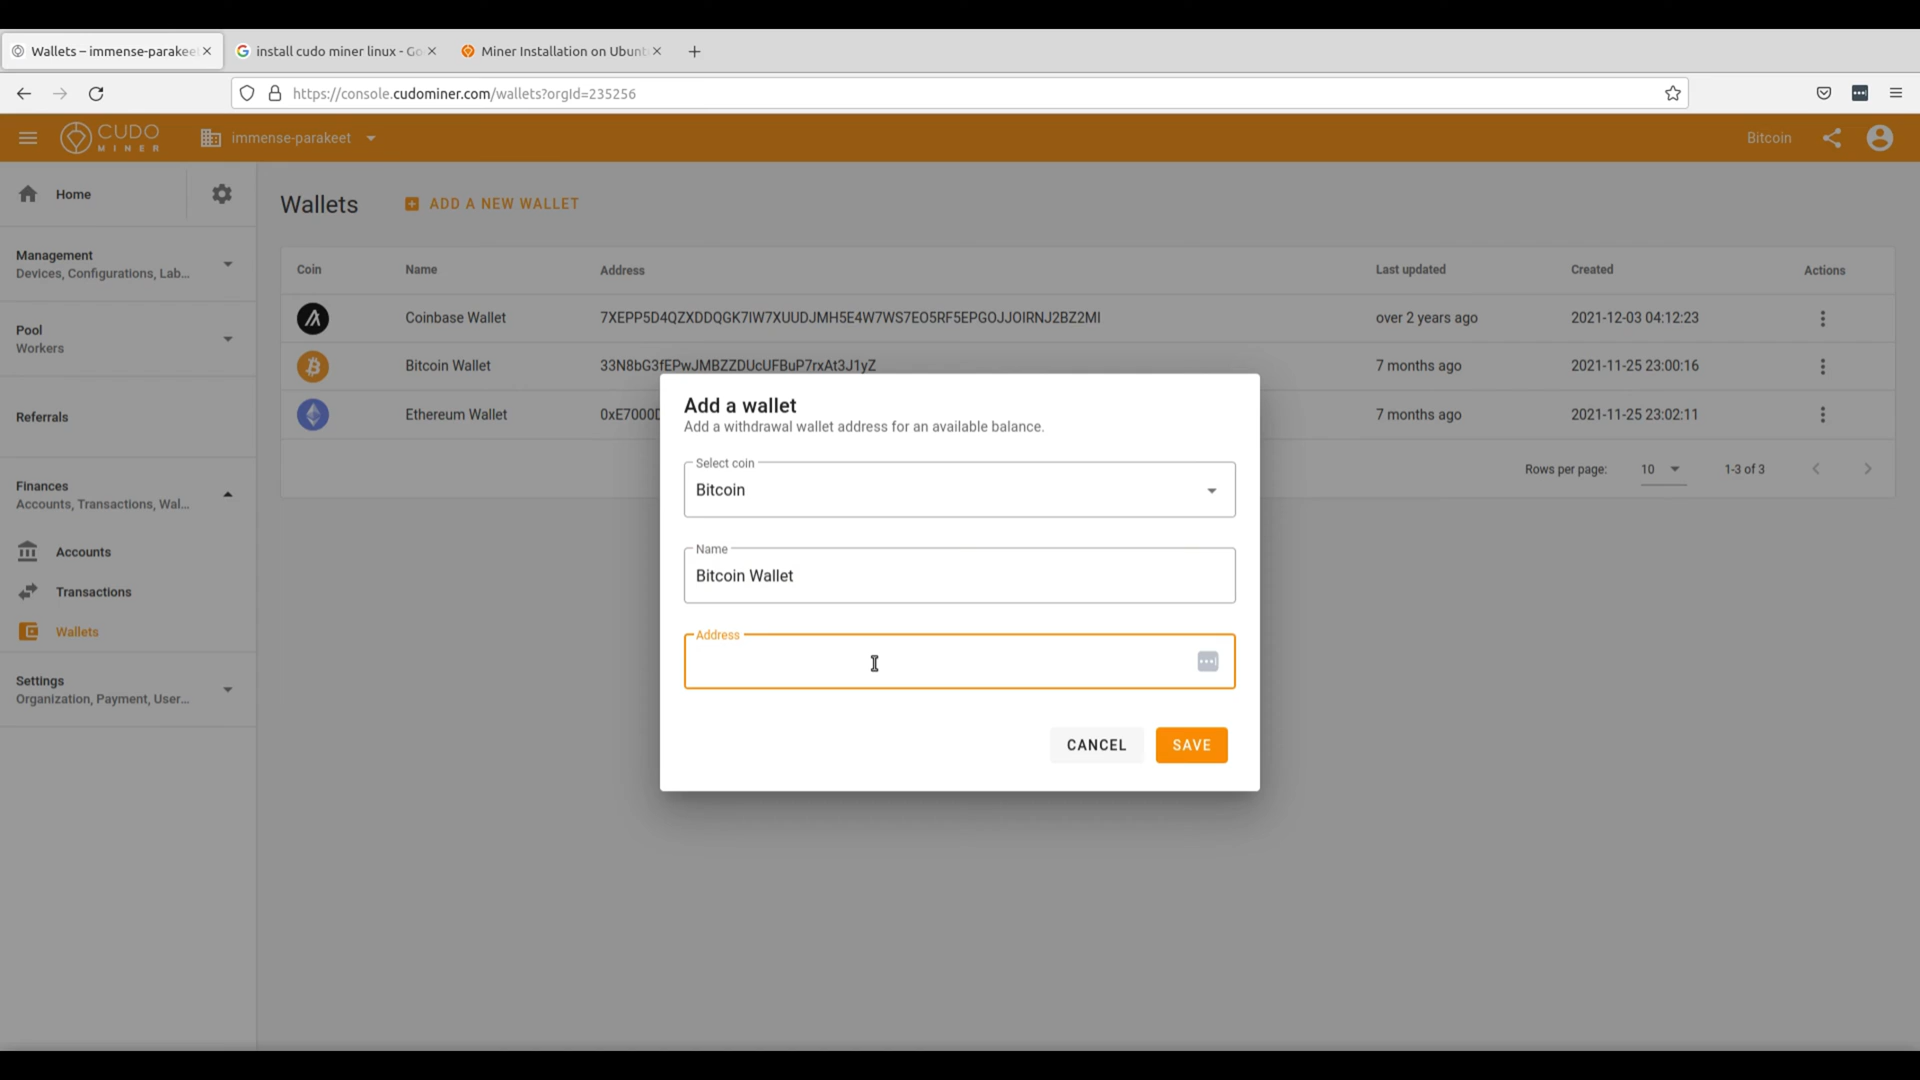 Wallets – immense-parakeet
install cudo miner linux - Go
Miner Installation on Ubunt
https://console.cudominer.com/wallets?orgId=235256
CUDO
MINER
immense-parakeet
Bitcoin
Home
Wallets
ADD A NEW WALLET
Management
Devices, Configurations, Lab...
Pool
Workers
Referrals
Finances
Accounts, Transactions, Wal...
Accounts
Transactions
Wallets
Settings
Organization, Payment, User...
Coin Name Address Last updated Created Actions
Coinbase Wallet 7XEPP5D4QZXDDQGK7IW7XUUDJMH5E4W7WS7EO5RF5EPGOJJOIRNJ2BZ2MI over 2 years ago 2021-12-03 04:12:23
Bitcoin Wallet 33N8bG3fEPwJMBZZDUcUFBuP7rxAt3J1yZ 7 months ago 2021-11-25 23:00:16
Ethereum Wallet 0xE7000D 7 months ago 2021-11-25 23:02:11
Rows per page: 10 1-3 of 3
Add a wallet
Add a withdrawal wallet address for an available balance.
Select coin
Bitcoin
Name
Bitcoin Wallet
Address
CANCEL
SAVE